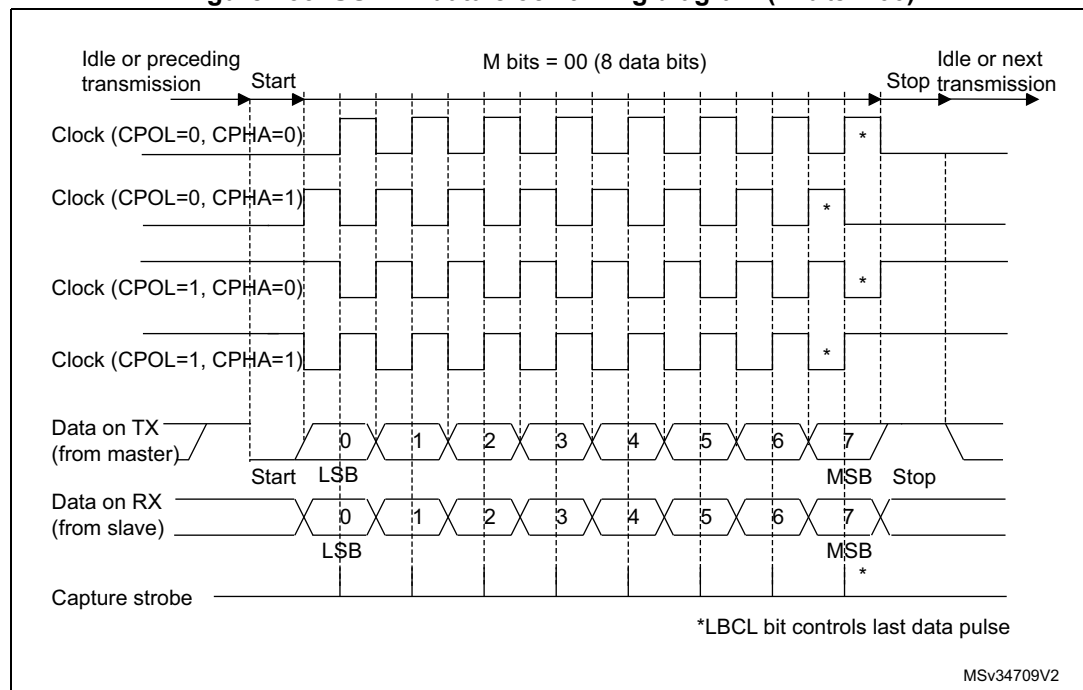 Idle or preceding transmission
Start
M bits = 00 (8 data bits)
Stop
Idle or next transmission
Clock (CPOL=0, CPHA=0)
*
Clock (CPOL=0, CPHA=1)
*
Clock (CPOL=1, CPHA=0)
*
Clock (CPOL=1, CPHA=1)
*
Data on TX (from master)
0 1 2 3 4 5 6 7
Start LSB MSB Stop
Data on RX (from slave)
0 1 2 3 4 5 6 7
LSB MSB
*
Capture strobe
*LBCL bit controls last data pulse
MSv34709V2